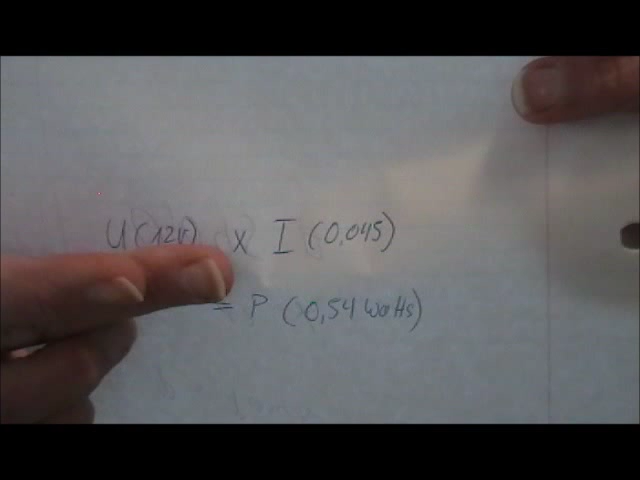 U (12V) x I (0,045)
= P (0,54 Watts)